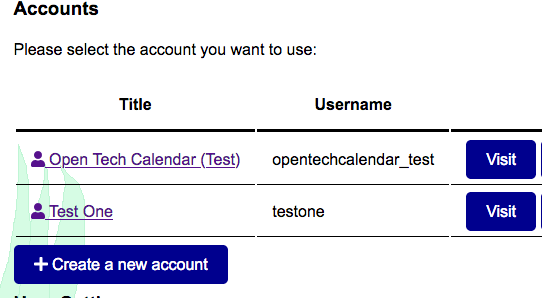 Accounts
Please select the account you want to use:
Title Username
Open Tech Calendar (Test) opentechcalendar_test Visit
Test One testone Visit
Create a new account